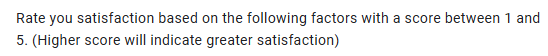 Rate you satisfaction based on the following factors with a score between 1 and
5. (Higher score will indicate greater satisfaction)